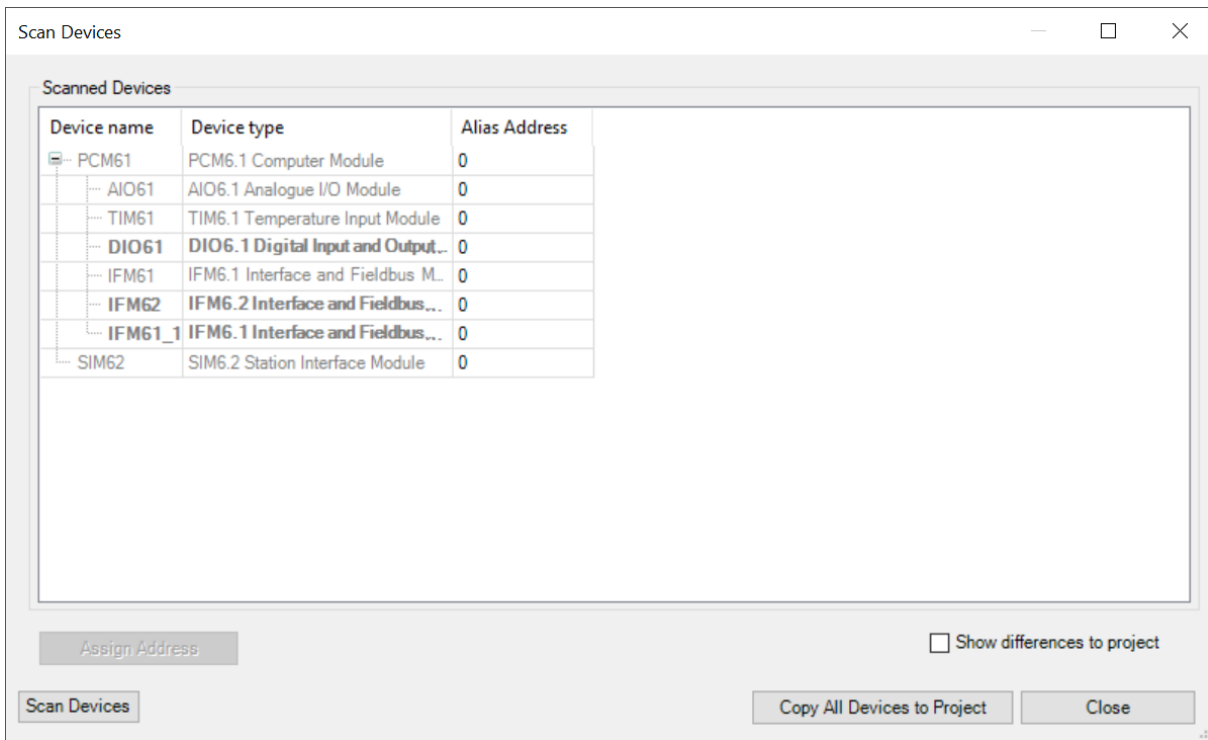 Scan Devices
Scanned Devices
Device name Device type Alias Address
PCM61 PCM6.1 Computer Module 0
AIO61 AIO6.1 Analogue I/O Module 0
TIM61 TIM6.1 Temperature Input Module 0
DIO61 DIO6.1 Digital Input and Output... 0
IFM61 IFM6.1 Interface and Fieldbus M... 0
IFM62 IFM6.2 Interface and Fieldbus... 0
IFM61_1 IFM6.1 Interface and Fieldbus... 0
SIM62 SIM6.2 Station Interface Module 0
Assign Address Show differences to project
Scan Devices Copy All Devices to Project Close